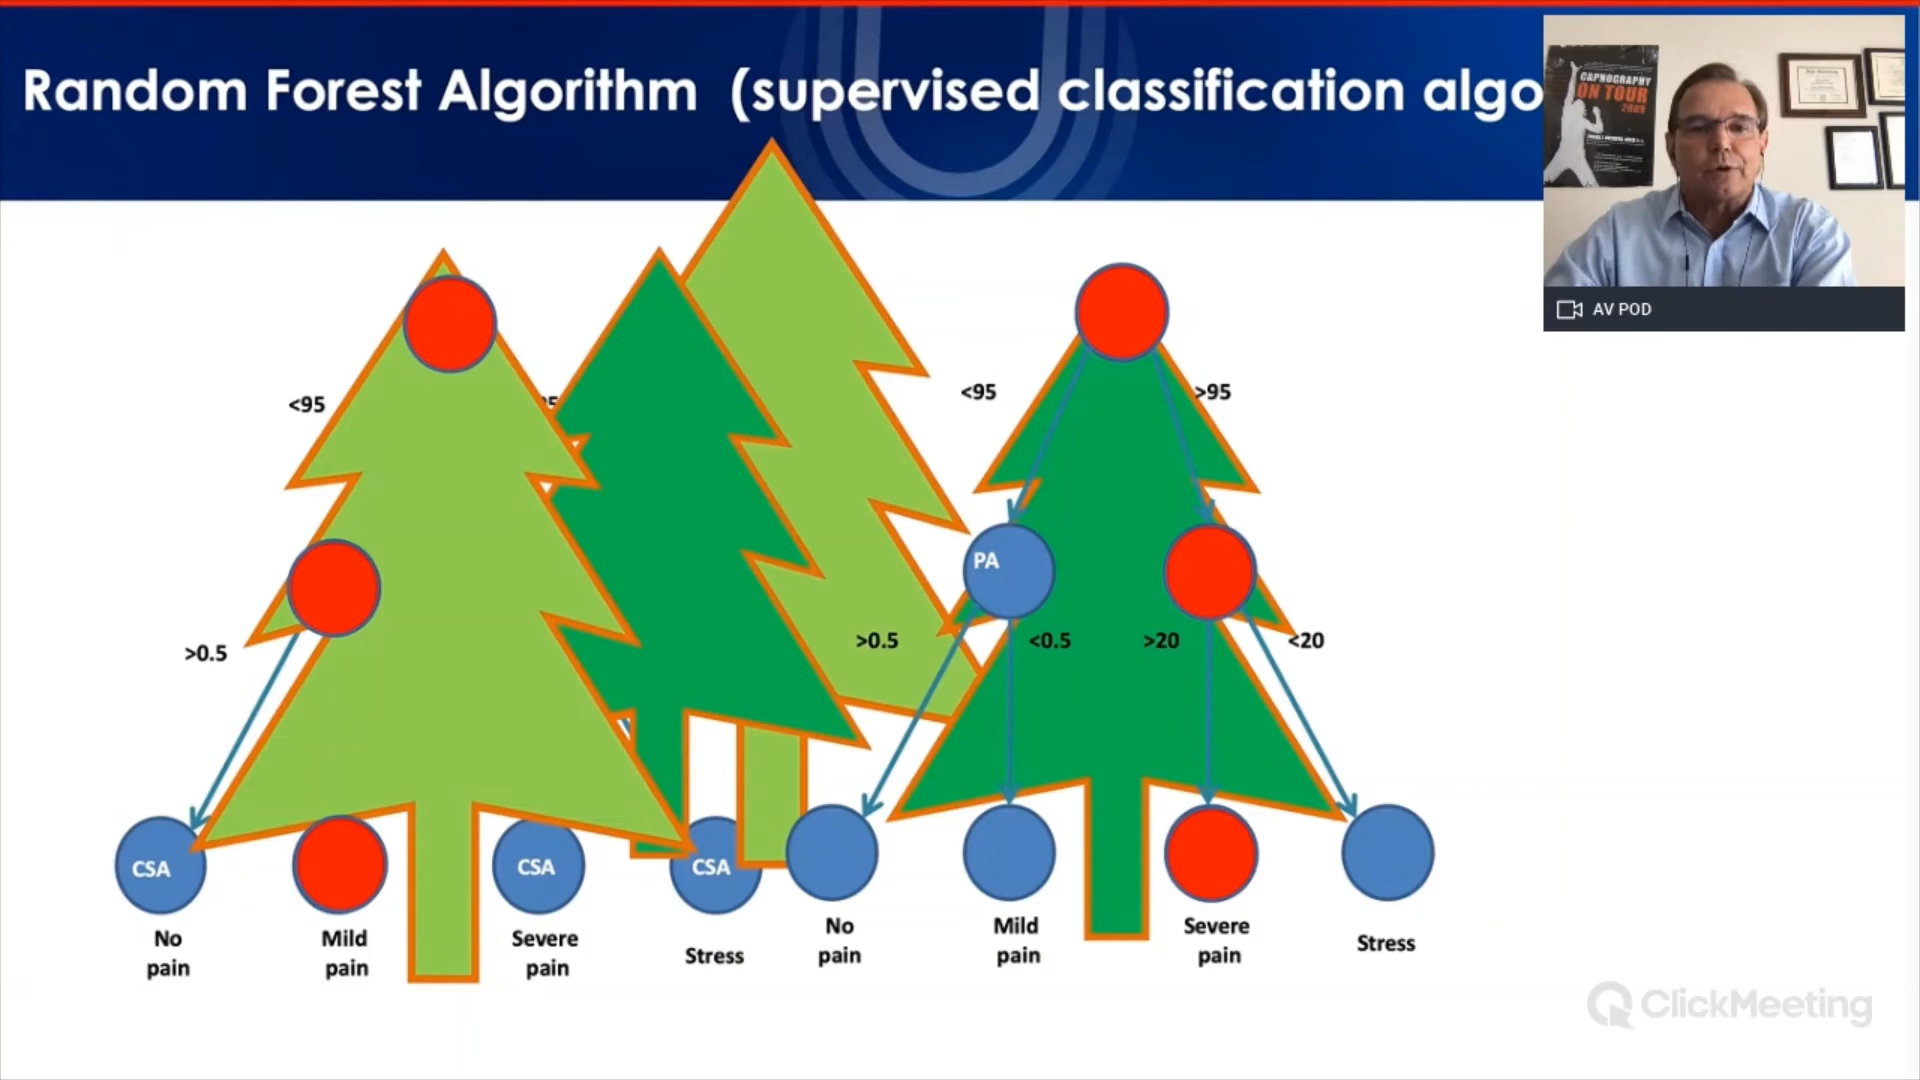 Random Forest Algorithm (supervised classification algo
CAPNOGRAPHY
ON TOUR
2009
AV POD
<95
<95
>95
PA
>0.5
>0.5
<0.5
>20
<20
CSA
CSA
CSA
No
pain
Mild
pain
Severe
pain
Stress
No
pain
Mild
pain
Severe
pain
Stress
ClickMeeting